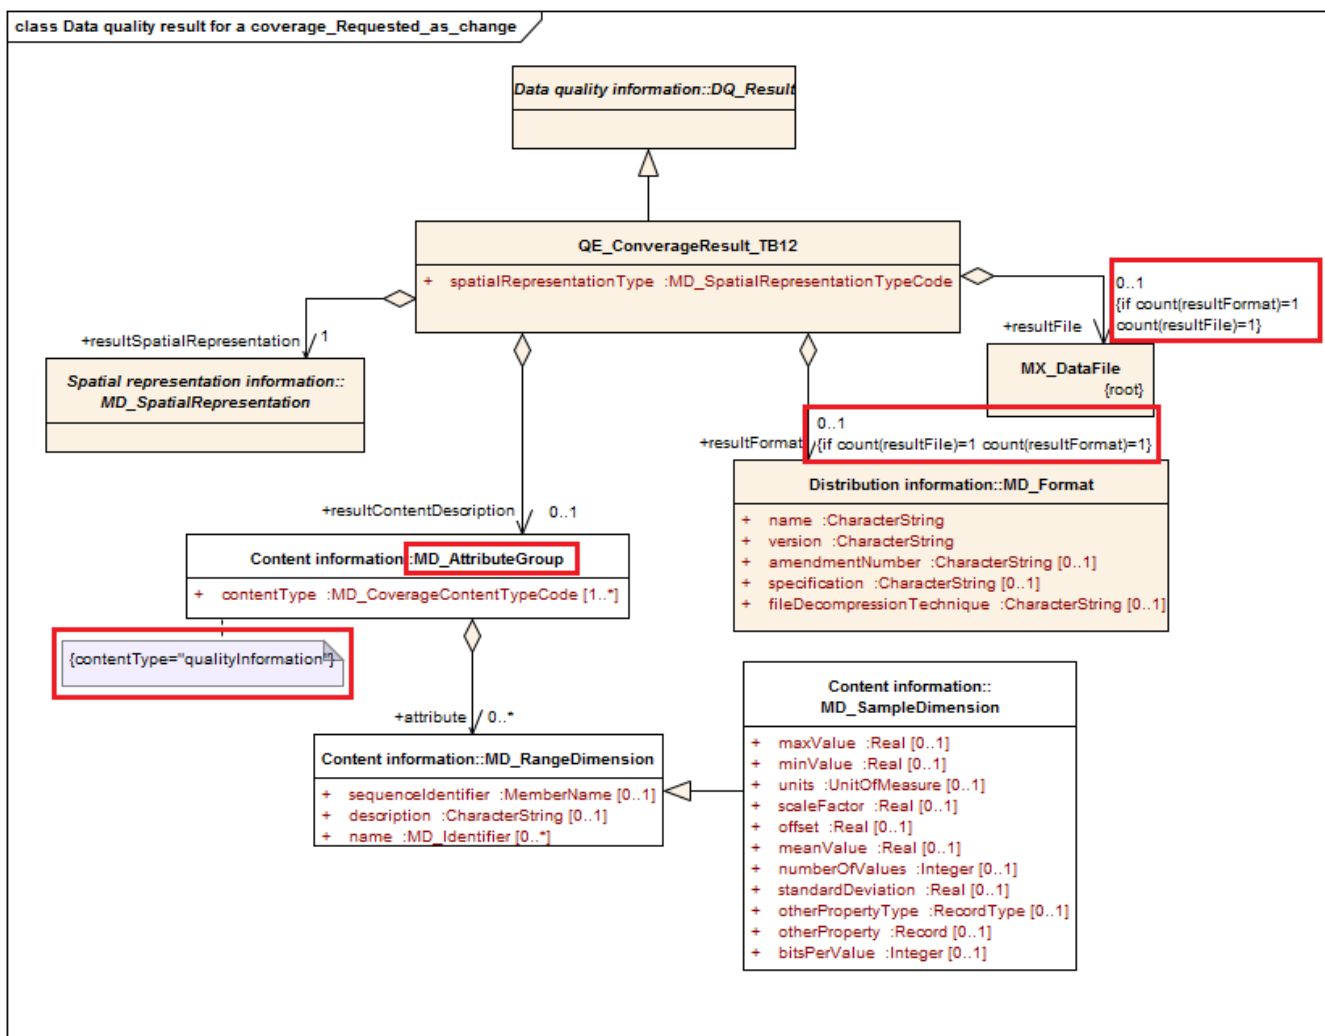 class Data quality result for a coverage_Requested_as_change
Data quality information::DQ_Result
QE_ConverageResult_TB12
+ spatialRepresentationType :MD_SpatialRepresentationTypeCode
0..1
{if count(resultFormat)=1
count(resultFile)=1}
+resultFile
+resultSpatialRepresentation
1
Spatial representation information::
MD_SpatialRepresentation
MX_DataFile
{root}
0..1
{if count(resultFile)=1 count(resultFormat)=1}
+resultFormat
Distribution information::MD_Format
+ name :CharacterString
+ version :CharacterString
+ amendmentNumber :CharacterString [0..1]
+ specification :CharacterString [0..1]
+ fileDecompressionTechnique :CharacterString [0..1]
+resultContentDescription
0..1
Content information::MD_AttributeGroup
+ contentType :MD_CoverageContentTypeCode [1..*]
{contentType="qualityInformation"}
+attribute
0..*
Content information::MD_RangeDimension
+ sequenceIdentifier :MemberName [0..1]
+ description :CharacterString [0..1]
+ name :MD_Identifier [0..*]
Content information::
MD_SampleDimension
+ maxValue :Real [0..1]
+ minValue :Real [0..1]
+ units :UnitOfMeasure [0..1]
+ scaleFactor :Real [0..1]
+ offset :Real [0..1]
+ meanValue :Real [0..1]
+ numberOfValues :Integer [0..1]
+ standardDeviation :Real [0..1]
+ otherPropertyType :RecordType [0..1]
+ otherProperty :Record [0..1]
+ bitsPerValue :Integer [0..1]